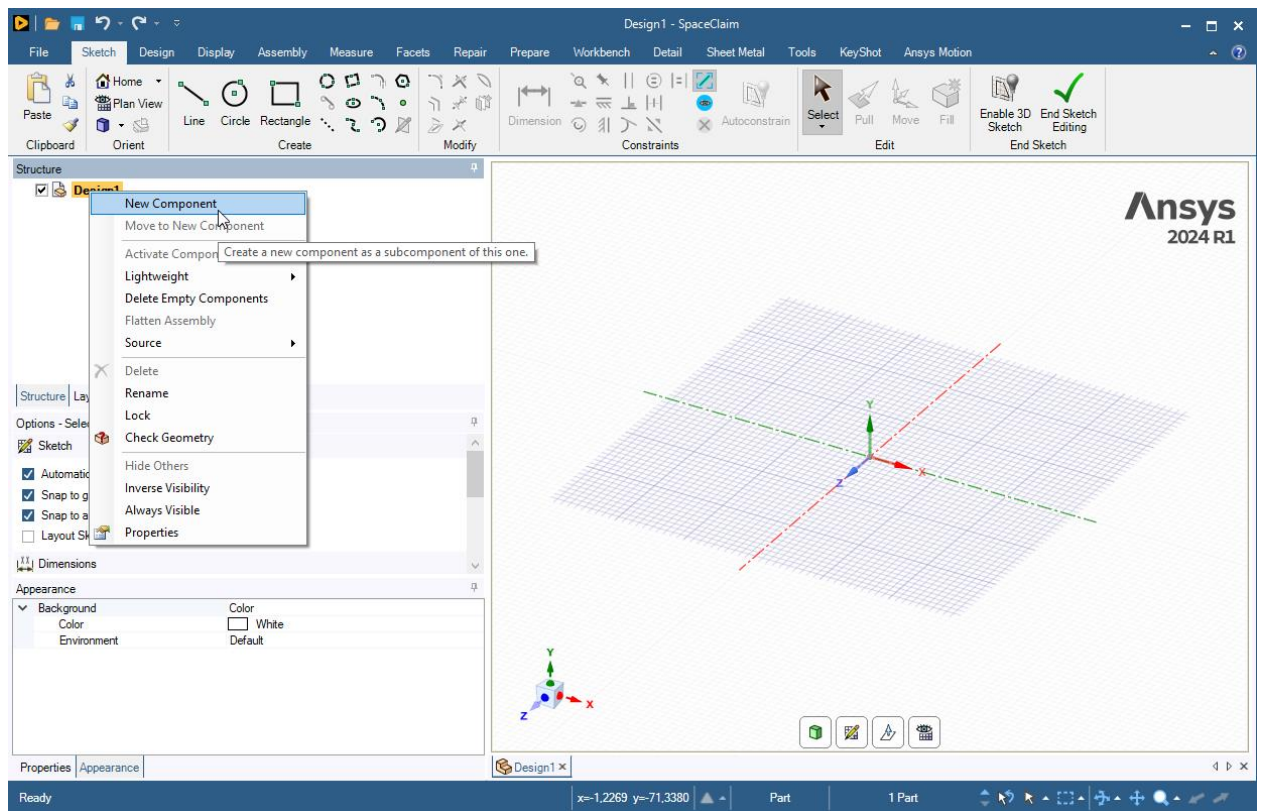 Design1 - SpaceClaim
File Sketch Design Display Assembly Measure Facets Repair Prepare Workbench Detail Sheet Metal Tools KeyShot Ansys Motion
Paste
Home
Plan View
Line Circle Rectangle
Dimension
Autoconstrain
Select Pull Move Fill
Enable 3D Sketch
End Sketch Editing
Clipboard Orient Create Modify Constraints Edit End Sketch
Structure
Design1
New Component
Move to New Component
Activate Compon
Create a new component as a subcomponent of this one.
Lightweight
Delete Empty Components
Flatten Assembly
Source
Delete
Rename
Lock
Check Geometry
Hide Others
Inverse Visibility
Always Visible
Properties
Structure Lay
Options - Sele
Sketch
Automatic
Snap to g
Snap to a
Layout Sk
Dimensions
Appearance
Background Color
Color White
Environment Default
Properties Appearance
Ansys
2024 R1
Y
X
Z
Y
X
Z
Design1
Ready
x=-1,2269 y=-71,3380
Part
1 Part